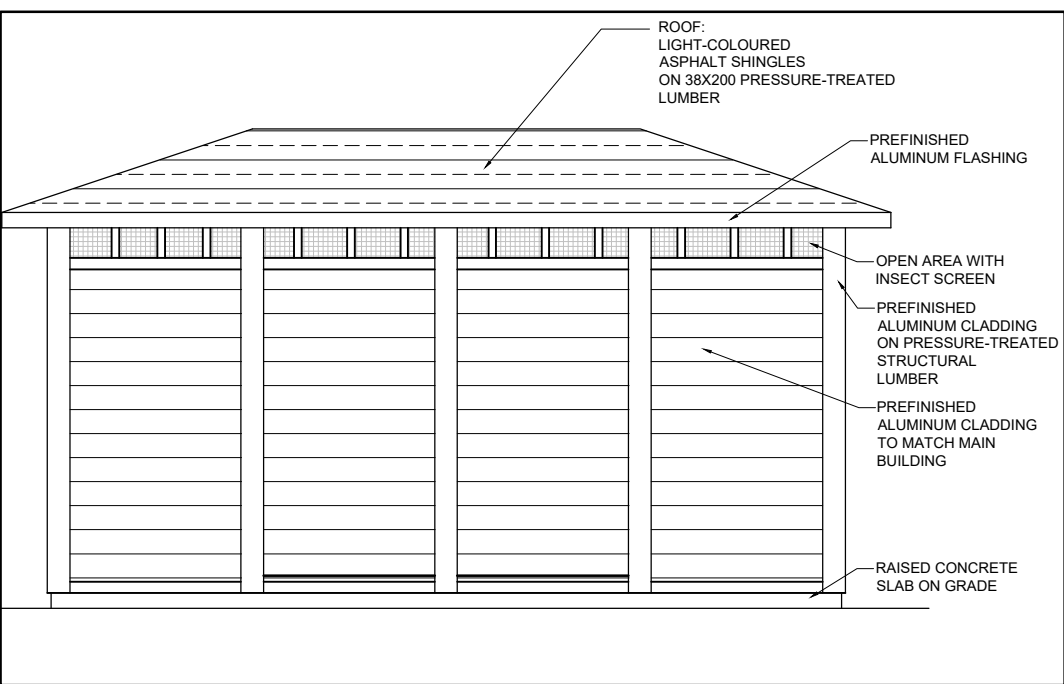 ROOF:
LIGHT-COLOURED
ASPHALT SHINGLES
ON 38X200 PRESSURE-TREATED
LUMBER
PREFINISHED
ALUMINUM FLASHING
OPEN AREA WITH
INSECT SCREEN
PREFINISHED
ALUMINUM CLADDING
ON PRESSURE-TREATED
STRUCTURAL
LUMBER
PREFINISHED
ALUMINUM CLADDING
TO MATCH MAIN
BUILDING
RAISED CONCRETE
SLAB ON GRADE